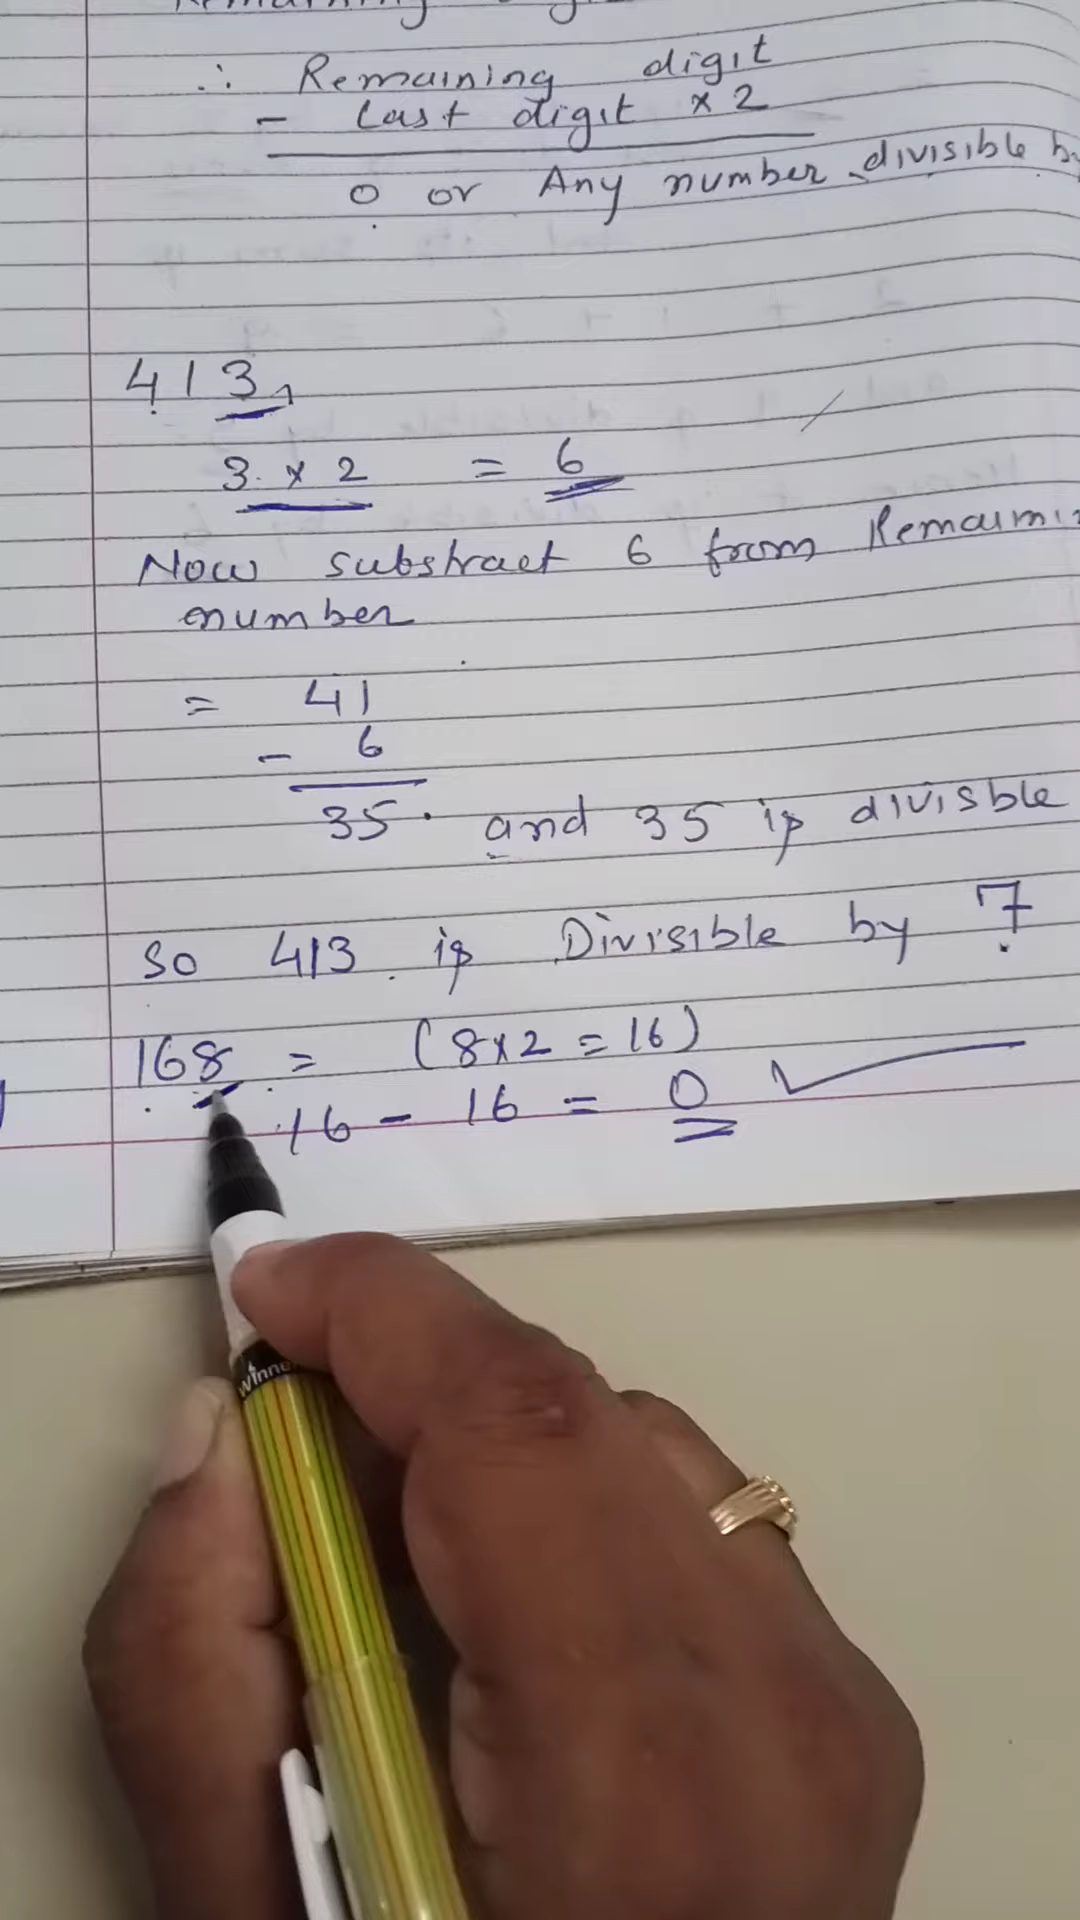 ∴ Remaining digit
- Last digit × 2
0 or Any number divisible
413
3 × 2 = 6
Now substract 6 from
number
= 41
- 6
35. and 35 is divisble
So 413 is Divisible by 7
168 = (8×2 = 16)
16 - 16 = 0 ✓